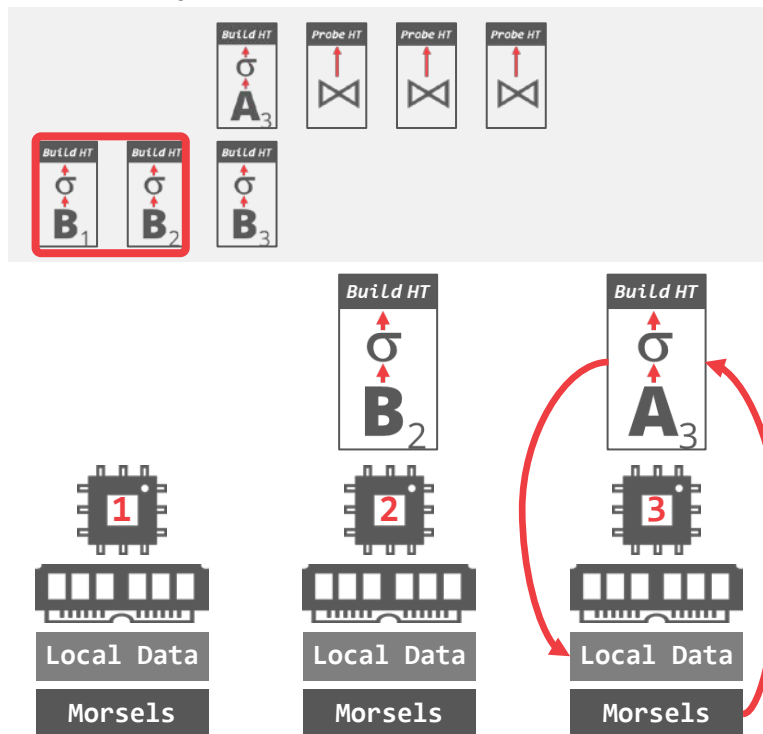 Build HT Probe HT Probe HT Probe HT
σ
A3
Build HT Build HT Build HT
σ σ σ
B1 B2 B3
Build HT Build HT
σ σ
B2 A3
1 2 3
Local Data Local Data Local Data
Morsels Morsels Morsels